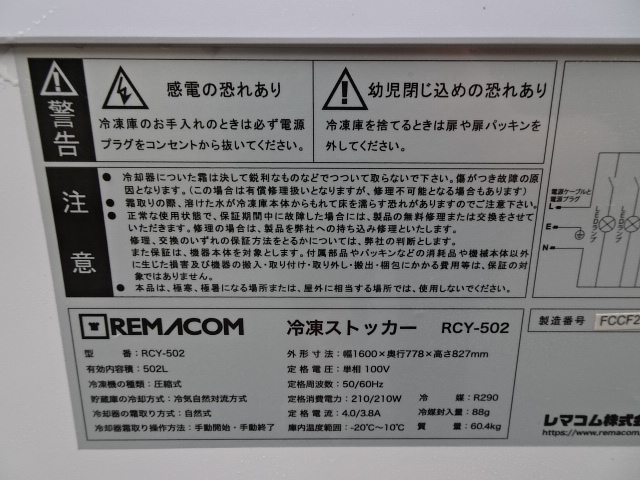 警告
感電の恐れあり
冷凍庫のお手入れのときは必ず電源
プラグをコンセントから抜いてください。
幼児閉じ込めの恐れあり
冷凍庫を捨てるときは扉や扉パッキンを
外してください。
注意
● 冷却器についた霜は決して鋭利なものなどでつついて取らないで下さい。傷がつき故障の原
因となります。(この場合は有償修理扱いとなりますが、修理不可能となる場合もあります)
● 霜取りの際、溶けた水が冷凍庫本体からもれて床を濡らす恐れがありますのでご注意下さい。
● 正常な使用状態で、保証期間中に故障した場合には、製品の無料修理または交換をさせて
いただきます。修理の場合は、製品を弊社への持ち込み修理といたします。
修理、交換のいずれの保証方法をとるかについては、弊社の判断とします。
また保証は、機器本体を対象とします。付属部品やパッキンなどの消耗品や機械本体以外
に生じた損害及び機器の搬入・取り付け・取り外し・搬出・梱包にかかる費用等は、保証の対
象ではありません。
● 本品は、極寒、極暑になる場所または、屋外に相当する場所では、使用しないでください。
電源ケーブルと
電源プラグ
L
E
N
LEDランプ
REMACOM
冷凍ストッカー RCY-502
型 番:RCY-502
有効内容積:502L
冷凍機の種類:圧縮式
貯蔵庫の冷却方式:冷気自然対流方式
冷却器の霜取り方式:自然式
冷却器霜取り操作方法:手動開始・手動終了
外形寸法:幅1600×奥行778×高さ827mm
定格電圧:単相100V
定格周波数:50/60Hz
定格消費電力:210/210W
定格電流:4.0/3.8A
庫内温度範囲:-20℃~10℃
冷 媒:R290
冷媒封入量:88g
質 量:60.4kg
製造番号 FCCF2
レマコム株式会
https://www.remacom